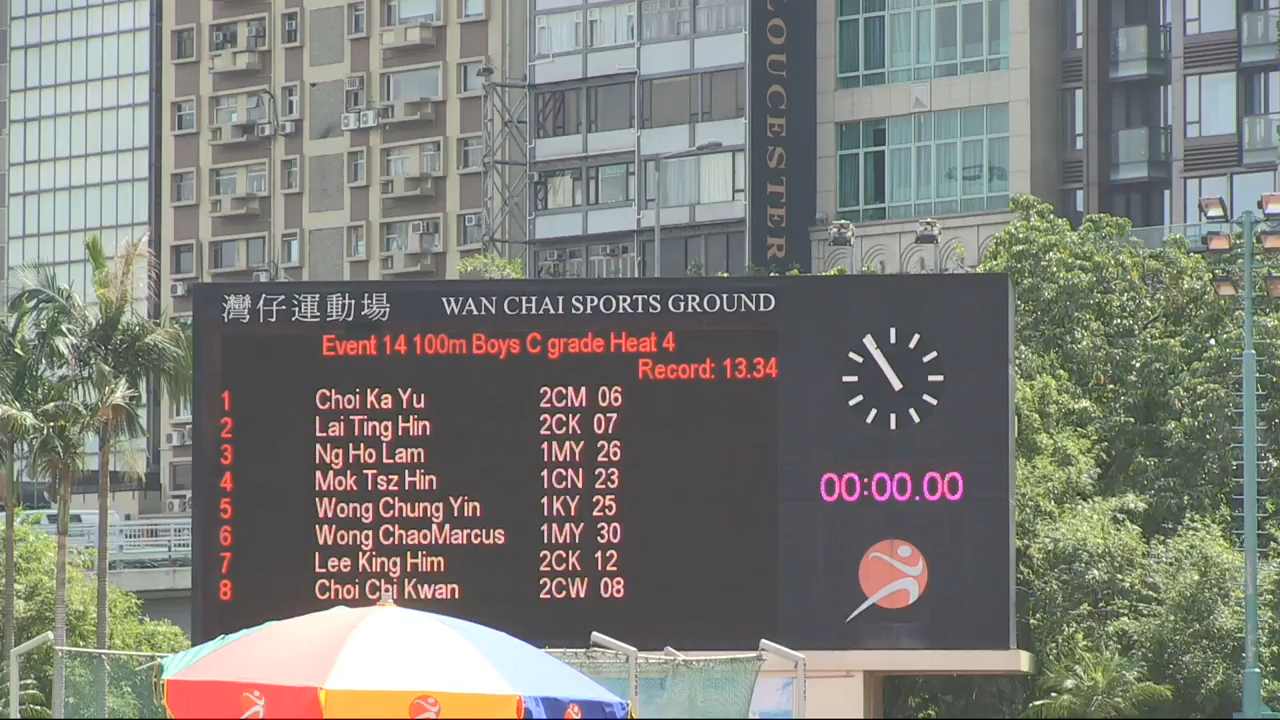 LOUCESTER
灣仔運動場 WAN CHAI SPORTS GROUND
Event 14 100m Boys C grade Heat 4
Record: 13.34
1 Choi Ka Yu 2CM 06
2 Lai Ting Hin 2CK 07
3 Ng Ho Lam 1MY 26
4 Mok Tsz Hin 1CN 23
5 Wong Chung Yin 1KY 25
6 Wong ChaoMarcus 1MY 30
7 Lee King Him 2CK 12
8 Choi Chi Kwan 2CW 08
00:00.00